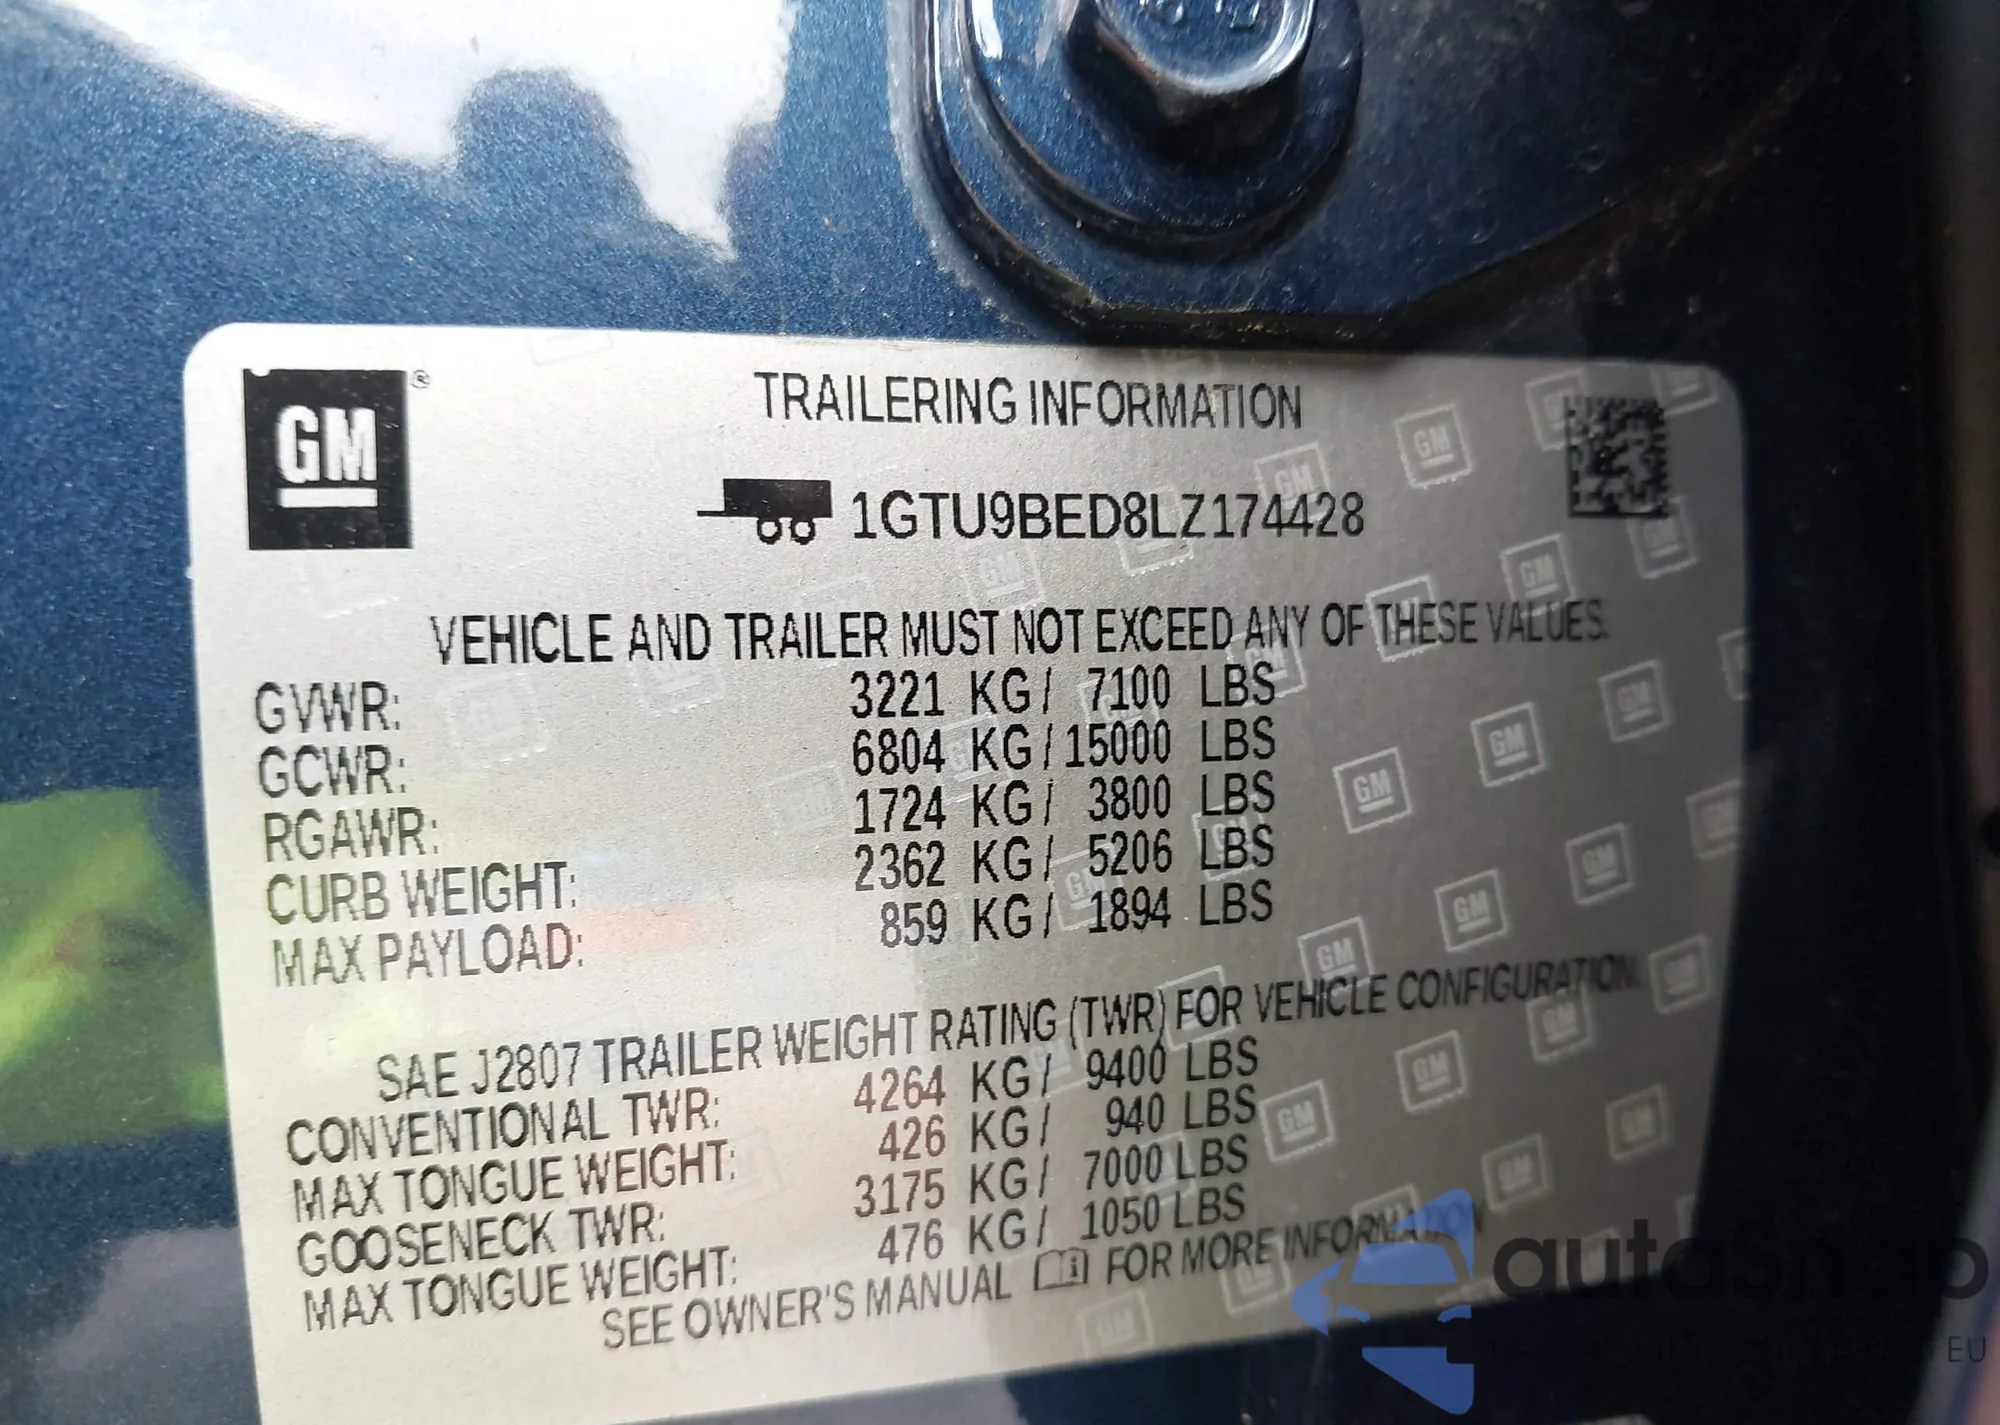 GM®
TRAILERING INFORMATION
1GTU9BED8LZ174428
VEHICLE AND TRAILER MUST NOT EXCEED ANY OF THESE VALUES.
GVWR: 3221 KG/ 7100 LBS
GCWR: 6804 KG/15000 LBS
RGAWR: 1724 KG/ 3800 LBS
CURB WEIGHT: 2362 KG/ 5206 LBS
MAX PAYLOAD: 859 KG/ 1894 LBS
SAE J2807 TRAILER WEIGHT RATING (TWR) FOR VEHICLE CONFIGURATION.
CONVENTIONAL TWR: 4264 KG/ 9400 LBS
MAX TONGUE WEIGHT: 426 KG/ 940 LBS
GOOSENECK TWR: 3175 KG/ 7000 LBS
MAX TONGUE WEIGHT: 476 KG/ 1050 LBS
SEE OWNER'S MANUAL FOR MORE INFORMATION
autasnap
EU